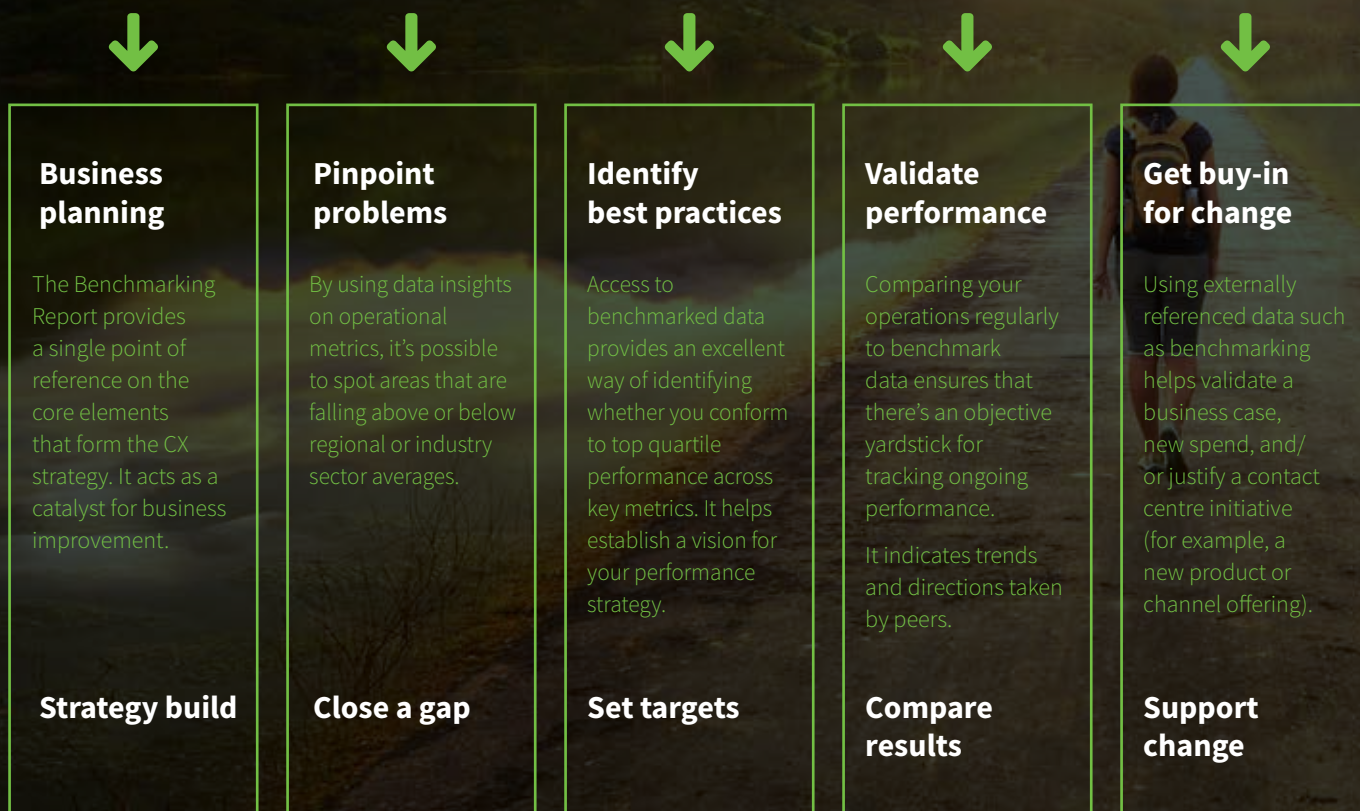 Business
planning
The Benchmarking
Report provides
a single point of
reference on the
core elements
that form the CX
strategy. It acts as a
catalyst for business
improvement.
Strategy build
Pinpoint
problems
By using data insights
on operational
metrics, it’s possible
to spot areas that are
falling above or below
regional or industry
sector averages.
Close a gap
Identify
best practices
Access to
benchmarked data
provides an excellent
way of identifying
whether you conform
to top quartile
performance across
key metrics. It helps
establish a vision for
your performance
strategy.
Set targets
Validate
performance
Comparing your
operations regularly
to benchmark
data ensures that
there’s an objective
yardstick for
tracking ongoing
performance.
It indicates trends
and directions taken
by peers.
Compare
results
Get buy-in
for change
Using externally
referenced data such
as benchmarking
helps validate a
business case,
new spend, and/
or justify a contact
centre initiative
(for example, a
new product or
channel offering).
Support
change